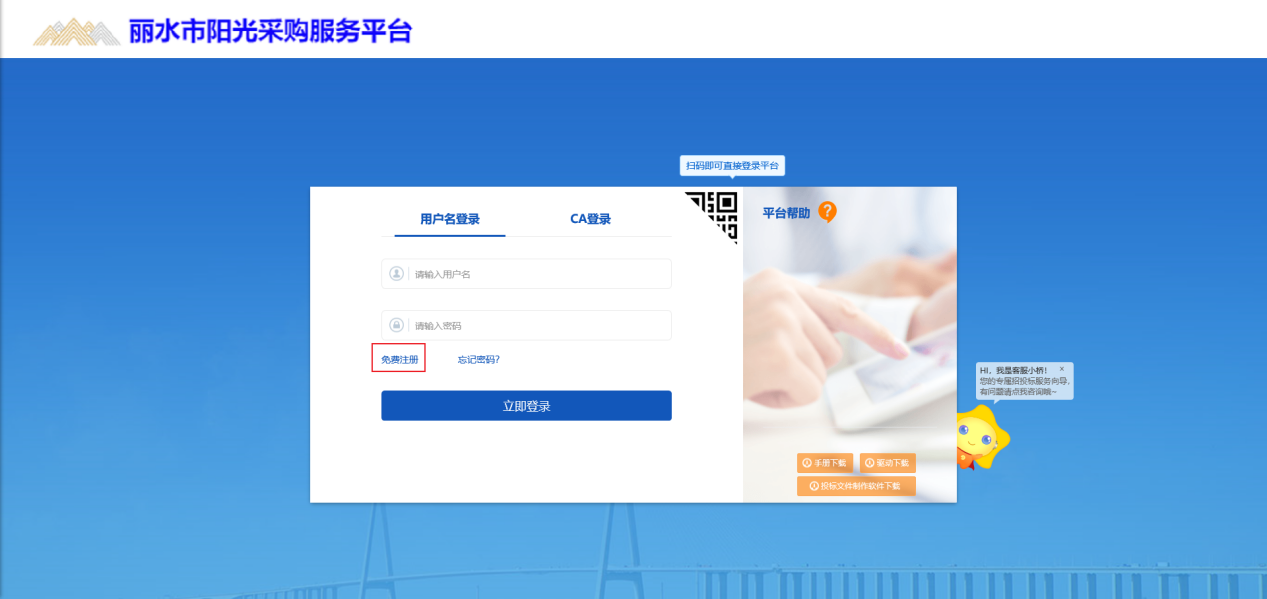 丽水市阳光采购服务平台
扫码即可直接登录平台
用户名登录
CA登录
平台帮助
请输入用户名
请输入密码
免费注册
忘记密码?
立即登录
HI，我是客服小桥！ ×
您的专属招投标服务向导，
有问题请点我咨询哦~
手册下载
驱动下载
投标文件制作软件下载